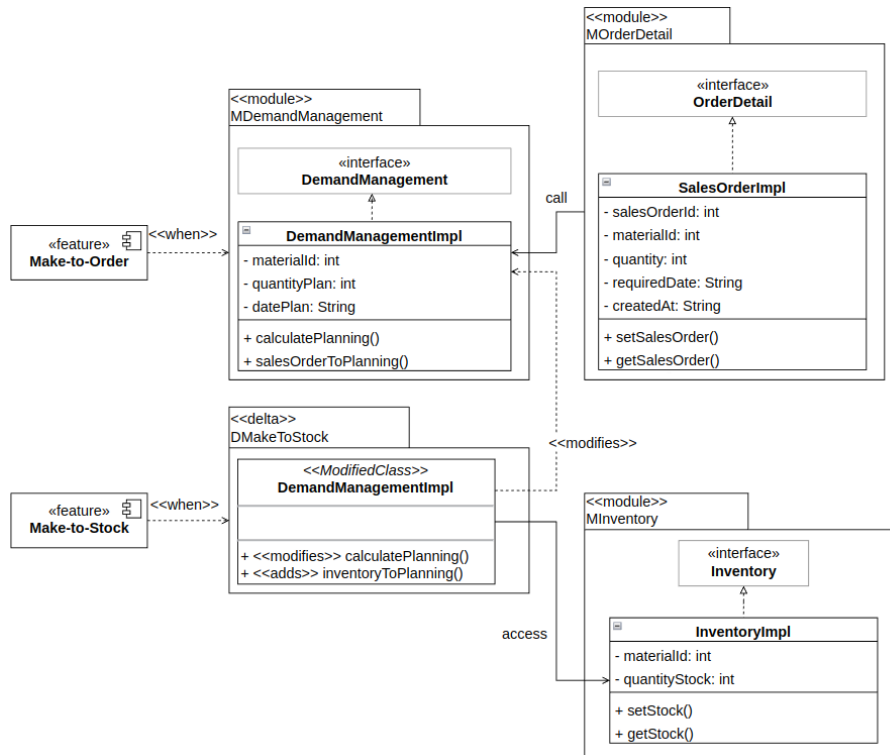 <<module>>
MOrderDetail
«interface»
OrderDetail
SalesOrderImpl
- salesOrderId: int
- materialId: int
- quantity: int
- requiredDate: String
- createdAt: String
+ setSalesOrder()
+ getSalesOrder()
<<module>>
MDemandManagement
«interface»
DemandManagement
DemandManagementImpl
- materialId: int
- quantityPlan: int
- datePlan: String
+ calculatePlanning()
+ salesOrderToPlanning()
call
«feature»
Make-to-Order
<<when>>
<<delta>>
DMakeToStock
<<ModifiedClass>>
DemandManagementImpl
+ <<modifies>> calculatePlanning()
+ <<adds>> inventoryToPlanning()
<<modifies>>
«feature»
Make-to-Stock
<<when>>
access
<<module>>
MInventory
«interface»
Inventory
InventoryImpl
- materialId: int
- quantityStock: int
+ setStock()
+ getStock()